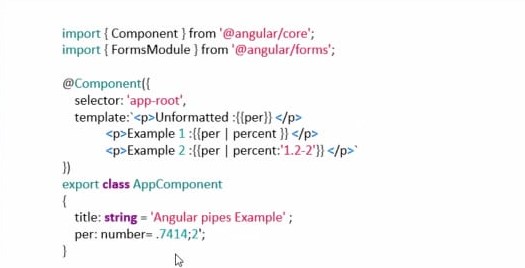 import { Component } from '@angular/core';
import { FormsModule } from '@angular/forms';
@Component({
selector: 'app-root',
template:`<p>Unformatted :{{per}} </p>
<p>Example 1 :{{per | percent }} </p>
<p>Example 2 :{{per | percent:'1.2-2'}} </p>`
})
export class AppComponent
{
title: string = 'Angular pipes Example' ;
per: number= .7414;2';
}